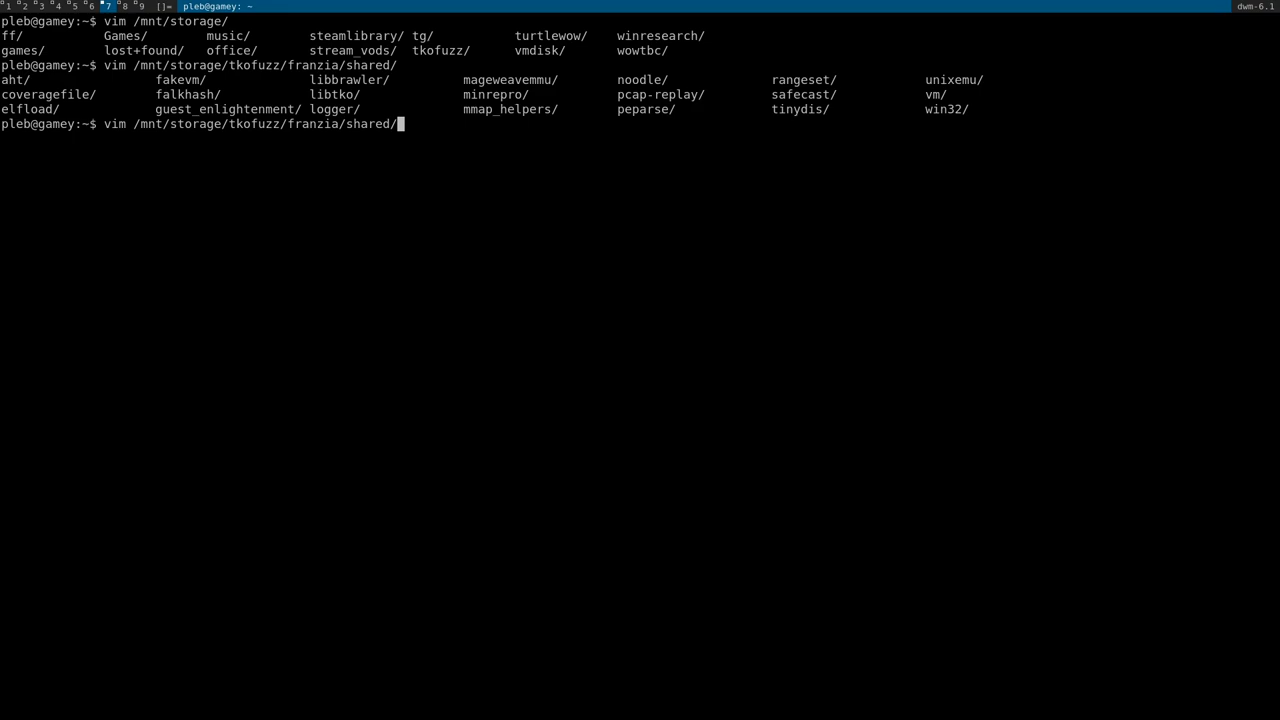 1 2 3 4 5 6 7 8 9 []= pleb@gamey: ~ dwm-6.1
pleb@gamey:~$ vim /mnt/storage/
ff/ Games/ music/ steamlibrary/ tg/ turtlewow/ winresearch/
games/ lost+found/ office/ stream_vods/ tkofuzz/ vmdisk/ wowtbc/
pleb@gamey:~$ vim /mnt/storage/tkofuzz/franzia/shared/
aht/ fakevm/ libbrawler/ mageweavemmu/ noodle/ rangeset/ unixemu/
coveragefile/ falkhash/ libtko/ minrepro/ pcap-replay/ safecast/ vm/
elfload/ guest_enlightenment/ logger/ mmap_helpers/ peparse/ tinydis/ win32/
pleb@gamey:~$ vim /mnt/storage/tkofuzz/franzia/shared/